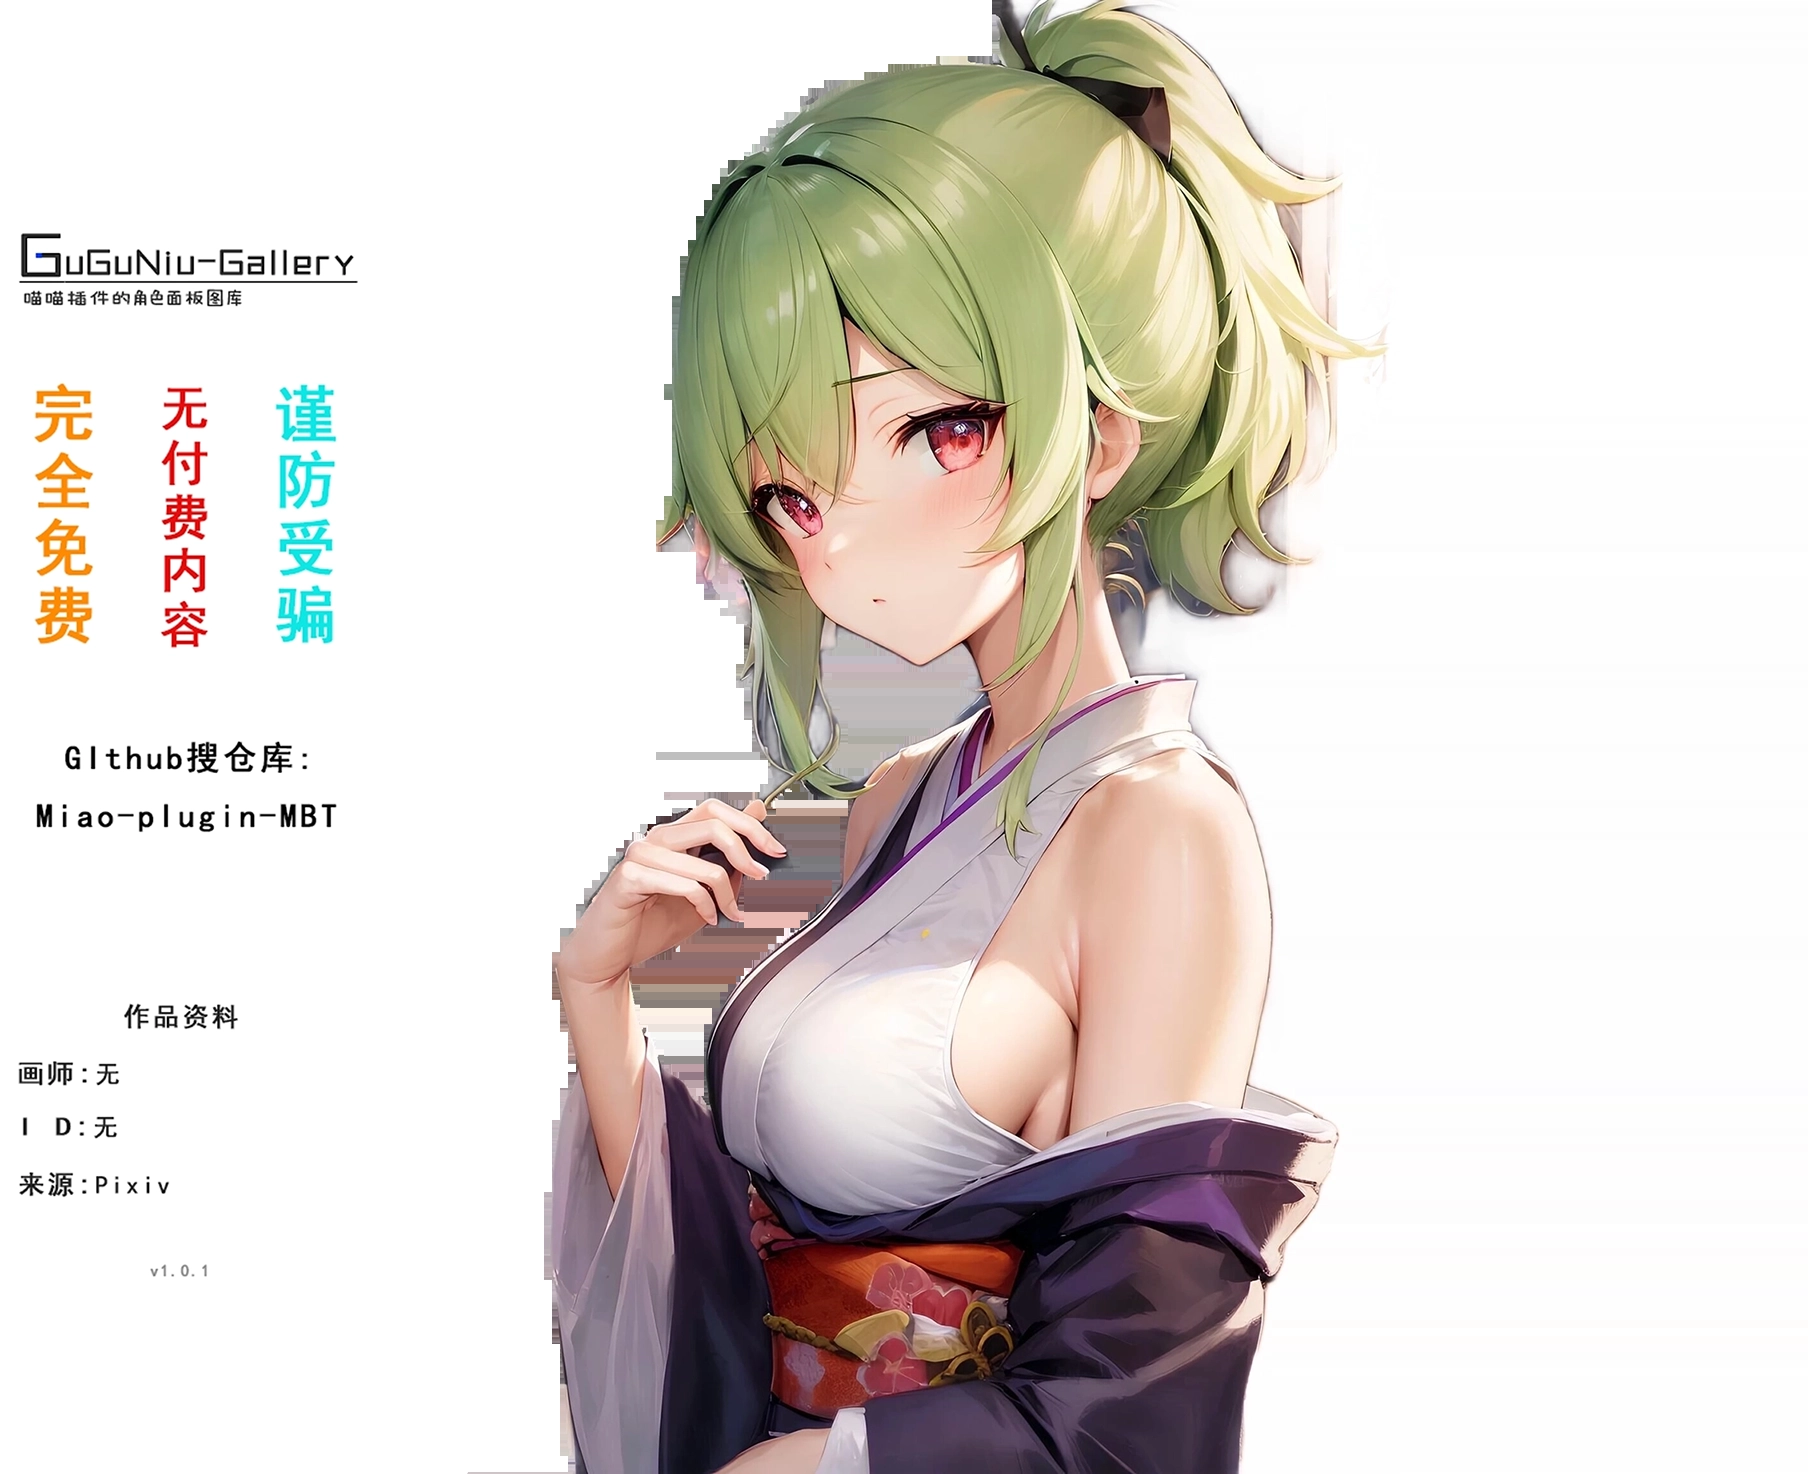 GuGuNiu-Gallery
喵喵插件的角色面板图库
完全免费
无付费内容
谨防受骗
GIthub搜仓库:
Miao-plugin-MBT
作品资料
画师:无
I D:无
来源:Pixiv
v1.0.1